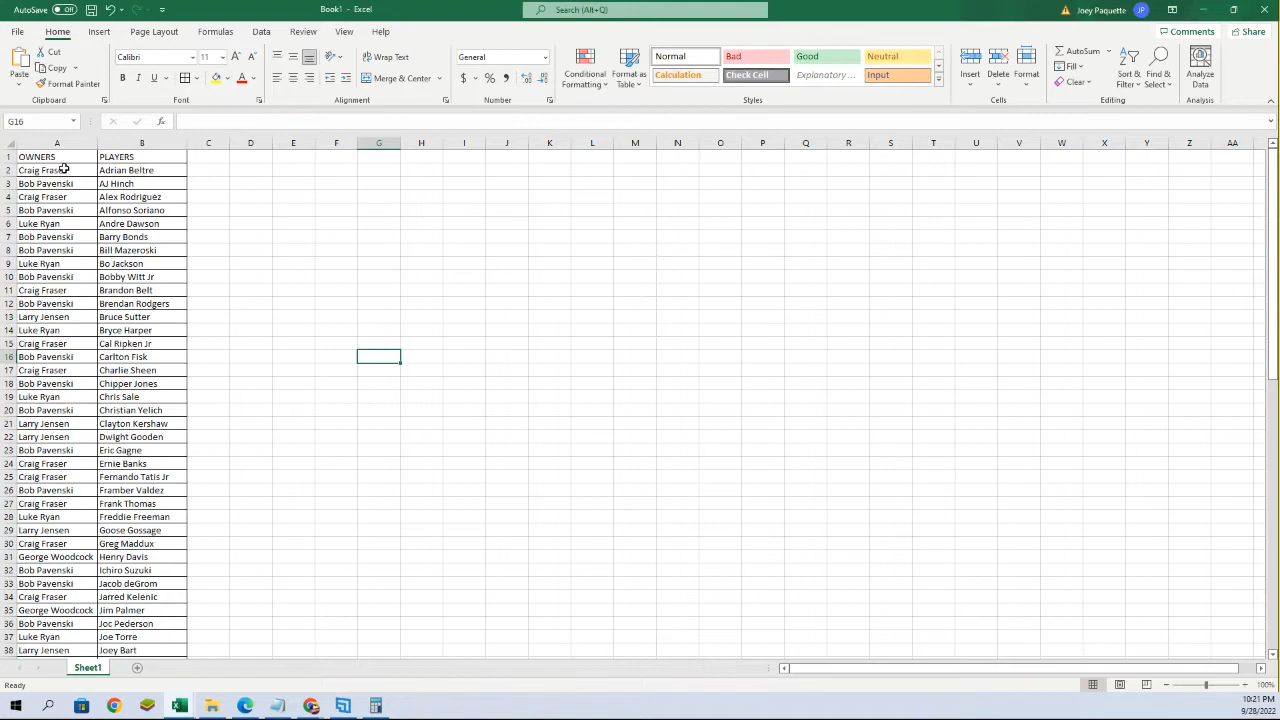 AutoSave Off Book1 - Excel Search (Alt+Q) Joey Paquette JP
File Home Insert Page Layout Formulas Data Review View Help Comments Share
Paste Cut Copy Format Painter Clipboard
Calibri 11 Font
Wrap Text Merge & Center Alignment
General Number
Conditional Formatting Format as Table
Normal Bad Good Neutral
Calculation Check Cell Explanatory ... Input
Styles
Insert Delete Format Cells
AutoSum Fill Clear Sort & Filter Find & Select Editing
Analyze Data Analysis
G16 fx
A B C D E F G H I J K L M N O P Q R S T U V W X Y Z AA
1 OWNERS PLAYERS
2 Craig Fraser Adrian Beltre
3 Bob Pavenski AJ Hinch
4 Craig Fraser Alex Rodriguez
5 Bob Pavenski Alfonso Soriano
6 Luke Ryan Andre Dawson
7 Bob Pavenski Barry Bonds
8 Bob Pavenski Bill Mazeroski
9 Luke Ryan Bo Jackson
10 Bob Pavenski Bobby Witt Jr
11 Craig Fraser Brandon Belt
12 Bob Pavenski Brendan Rodgers
13 Larry Jensen Bruce Sutter
14 Luke Ryan Bryce Harper
15 Craig Fraser Cal Ripken Jr
16 Bob Pavenski Carlton Fisk
17 Craig Fraser Charlie Sheen
18 Bob Pavenski Chipper Jones
19 Luke Ryan Chris Sale
20 Bob Pavenski Christian Yelich
21 Larry Jensen Clayton Kershaw
22 Larry Jensen Dwight Gooden
23 Bob Pavenski Eric Gagne
24 Craig Fraser Ernie Banks
25 Craig Fraser Fernando Tatis Jr
26 Bob Pavenski Framber Valdez
27 Craig Fraser Frank Thomas
28 Luke Ryan Freddie Freeman
29 Larry Jensen Goose Gossage
30 Craig Fraser Greg Maddux
31 George Woodcock Henry Davis
32 Bob Pavenski Ichiro Suzuki
33 Bob Pavenski Jacob deGrom
34 Craig Fraser Jarred Kelenic
35 George Woodcock Jim Palmer
36 Bob Pavenski Joc Pederson
37 Luke Ryan Joe Torre
38 Larry Jensen Joey Bart
Sheet1
Ready 100%
10:21 PM
9/28/2022